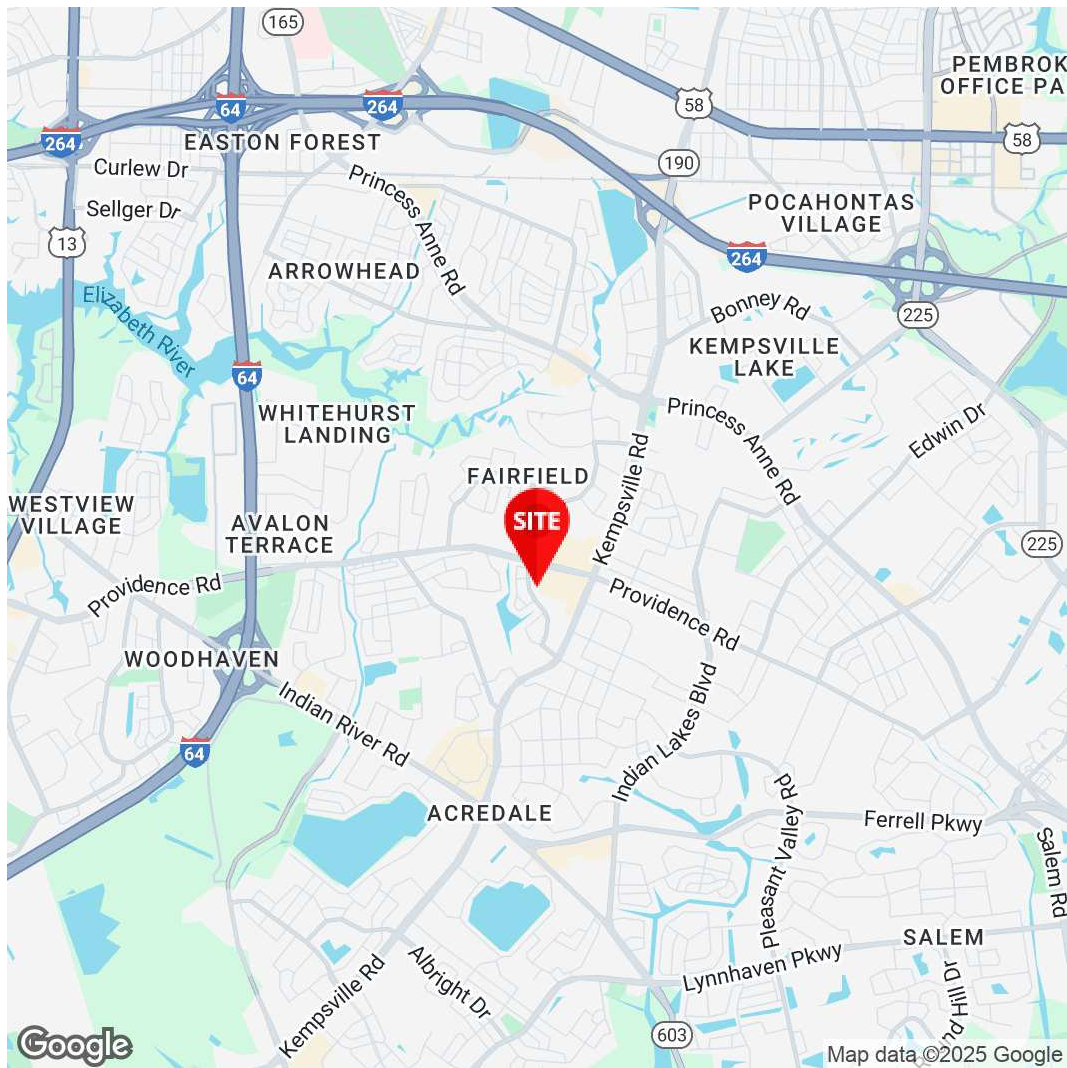 165
PEMBROK
OFFICE PA
64
264
58
58
264
EASTON FOREST
Curlew Dr
190
Princess Anne Rd
Sellger Dr
POCAHONTAS
VILLAGE
13
264
ARROWHEAD
Elizabeth River
Bonney Rd
225
KEMPSVILLE
LAKE
64
WHITEHURST
LANDING
Princess Anne Rd
Edwin Dr
Kempsville Rd
FAIRFIELD
WESTVIEW
VILLAGE
AVALON
TERRACE
SITE
225
Providence Rd
Providence Rd
WOODHAVEN
Indian River Rd
Indian Lakes Blvd
64
Pleasant Valley Rd
ACREDALE
Ferrell Pkwy
Salem Rd
SALEM
Lynnhaven Pkwy
Albright Dr
Kempsville Rd
nd Hill Dr
603
Google
Map data ©2025 Google